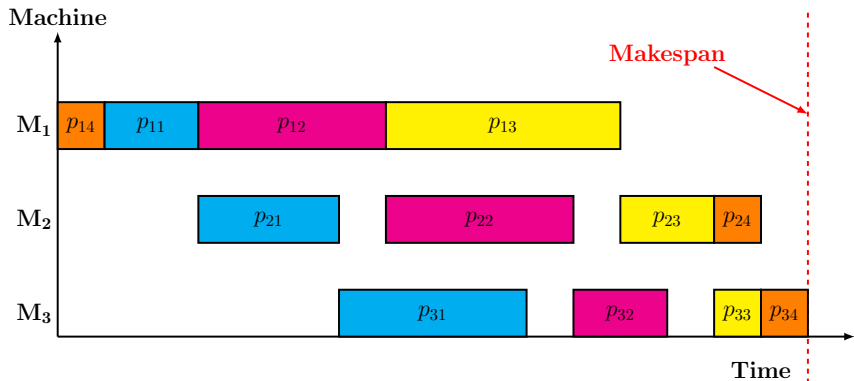 Machine
Makespan
M₁ p₁₄ p₁₁ p₁₂ p₁₃
M₂ p₂₁ p₂₂ p₂₃ p₂₄
M₃ p₃₁ p₃₂ p₃₃ p₃₄
Time